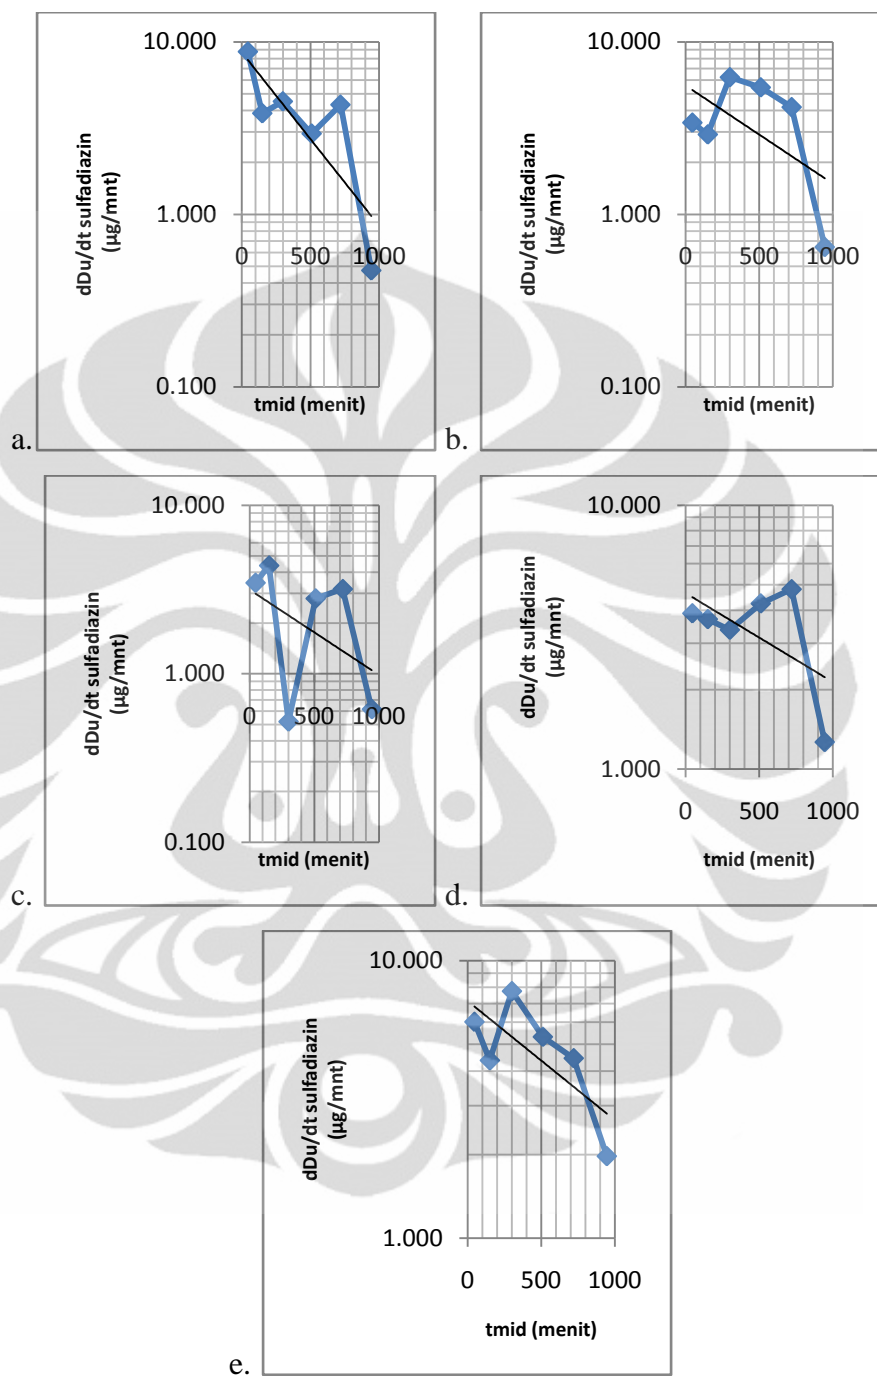 10.000
1.000
0.100
0 500 1000
dDu/dt sulfadiazin
(µg/mnt)
tmid (menit)
a.
10.000
1.000
0.100
0 500 1000
dDu/dt sulfadiazin
(µg/mnt)
tmid (menit)
b.
10.000
1.000
0.100
0 500 1000
dDu/dt sulfadiazin
(µg/mnt)
tmid (menit)
c.
10.000
1.000
0 500 1000
dDu/dt sulfadiazin
(µg/mnt)
tmid (menit)
d.
10.000
1.000
0 500 1000
dDu/dt sulfadiazin
(µg/mnt)
tmid (menit)
e.